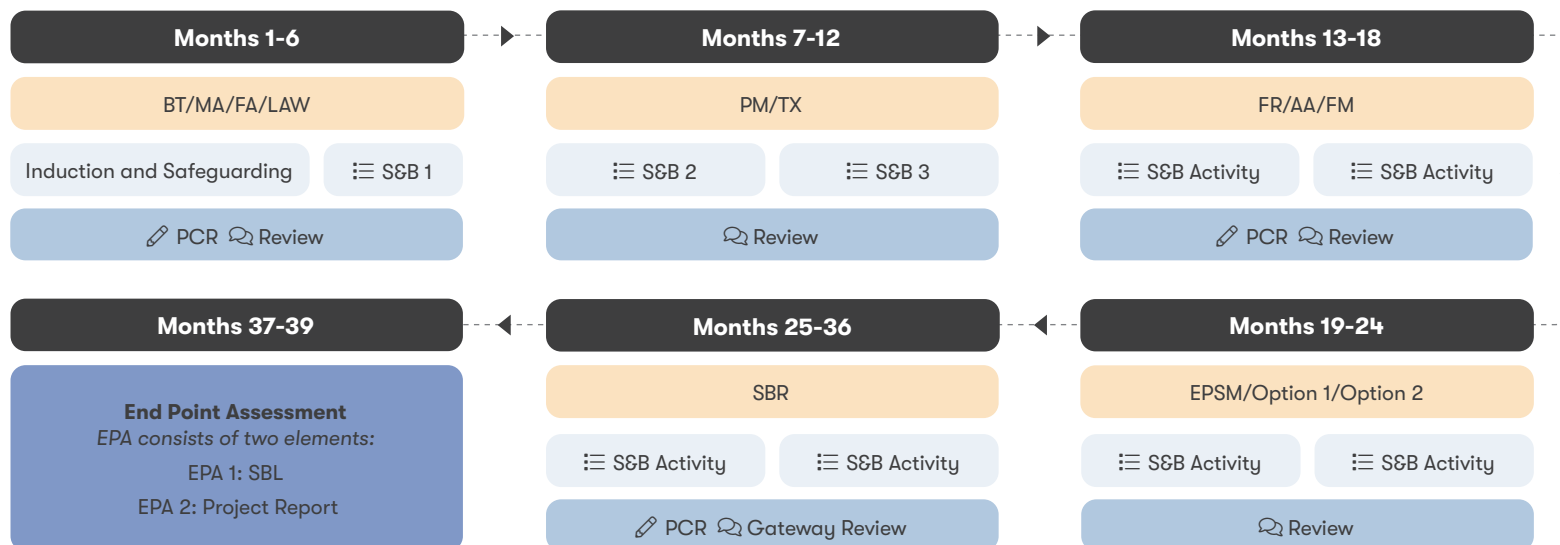 Months 1-6
BT/MA/FA/LAW
Induction and Safeguarding
S&B 1
PCR Review
Months 7-12
PM/TX
S&B 2
S&B 3
Review
Months 13-18
FR/AA/FM
S&B Activity
S&B Activity
PCR Review
Months 19-24
EPSM/Option 1/Option 2
S&B Activity
S&B Activity
Review
Months 25-36
SBR
S&B Activity
S&B Activity
PCR Gateway Review
Months 37-39
End Point Assessment
EPA consists of two elements:
EPA 1: SBL
EPA 2: Project Report